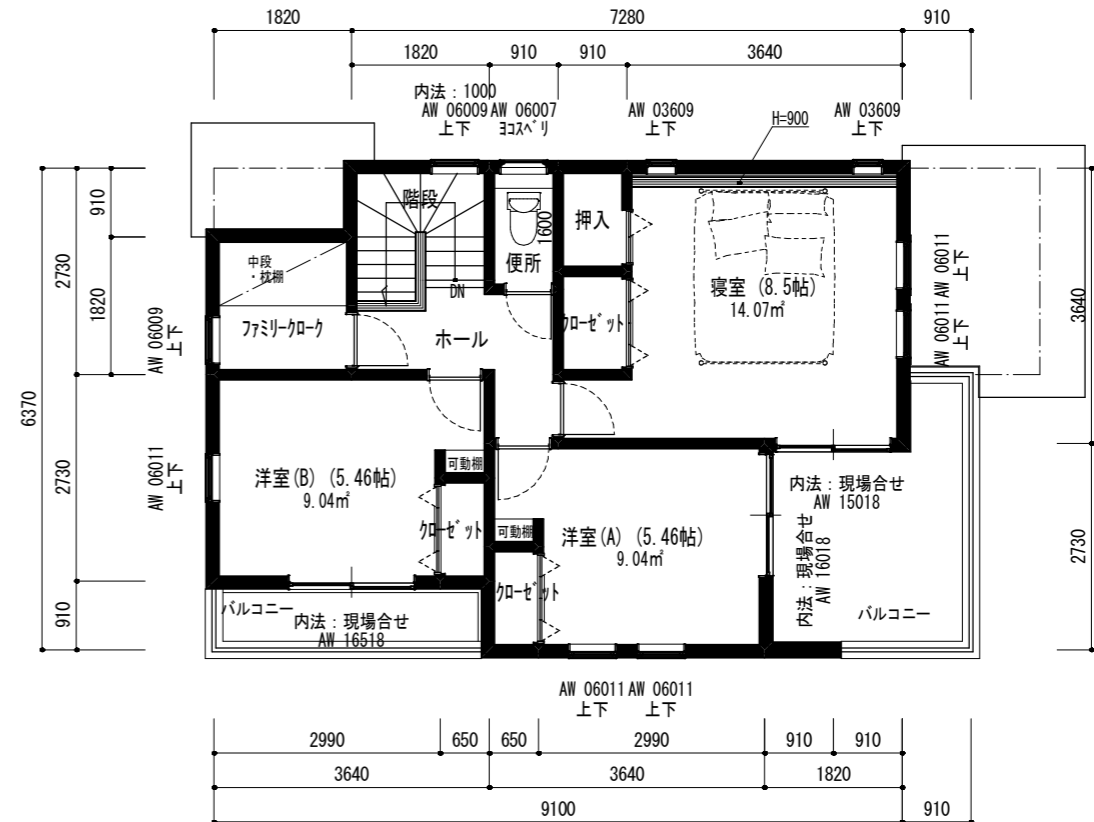 1820
7280
910
1820
910
910
3640
内法：1000
AW 06009
上下
AW 06007
ヨコスベリ
AW 03609
上下
H=900
AW 03609
上下
910
2730
1820
6370
2730
910
AW 06009
上下
AW 06011
上下
階段
DN
便所
1600
押入
クローゼット
寝室 (8.5帖)
14.07㎡
中段
・枕棚
ファミリークローク
ホール
AW 06011
上下
AW 06011
上下
3640
2730
洋室(B) (5.46帖)
9.04㎡
可動棚
クローゼット
可動棚
クローゼット
洋室(A) (5.46帖)
9.04㎡
内法：現場合せ
AW 15018
内法：現場合せ
AW 16018
バルコニー
バルコニー
内法：現場合せ
AW 16518
AW 06011
上下
AW 06011
上下
2990
650
650
2990
910
910
3640
3640
1820
9100
910